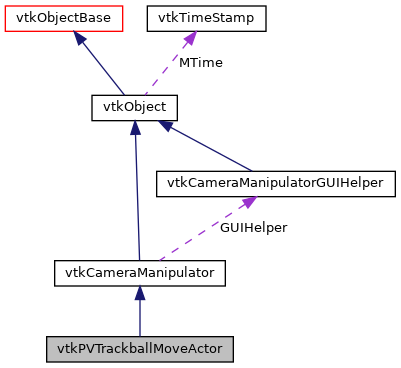 vtkObjectBase
vtkTimeStamp
MTime
vtkObject
vtkCameraManipulatorGUIHelper
GUIHelper
vtkCameraManipulator
vtkPVTrackballMoveActor